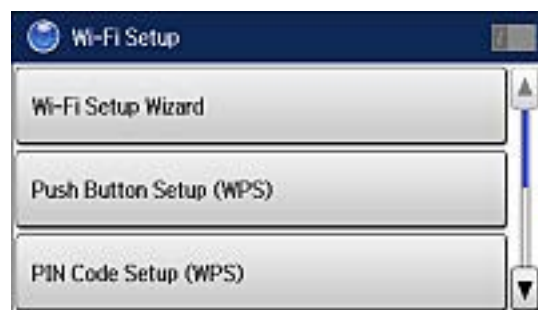 Wi-Fi Setup
Wi-Fi Setup Wizard
Push Button Setup (WPS)
PIN Code Setup (WPS)